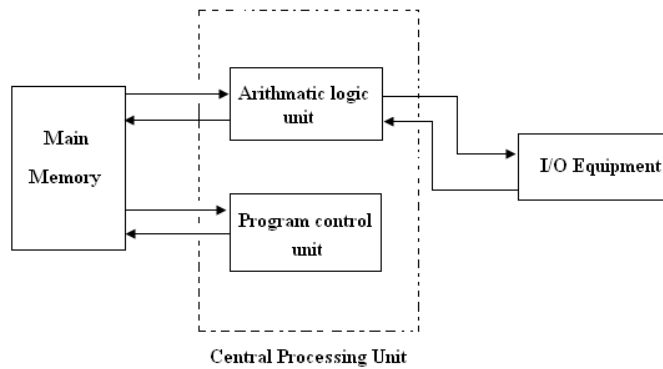 Main
Memory
Arithmatic logic
unit
Program control
unit
I/O Equipment
Central Processing Unit